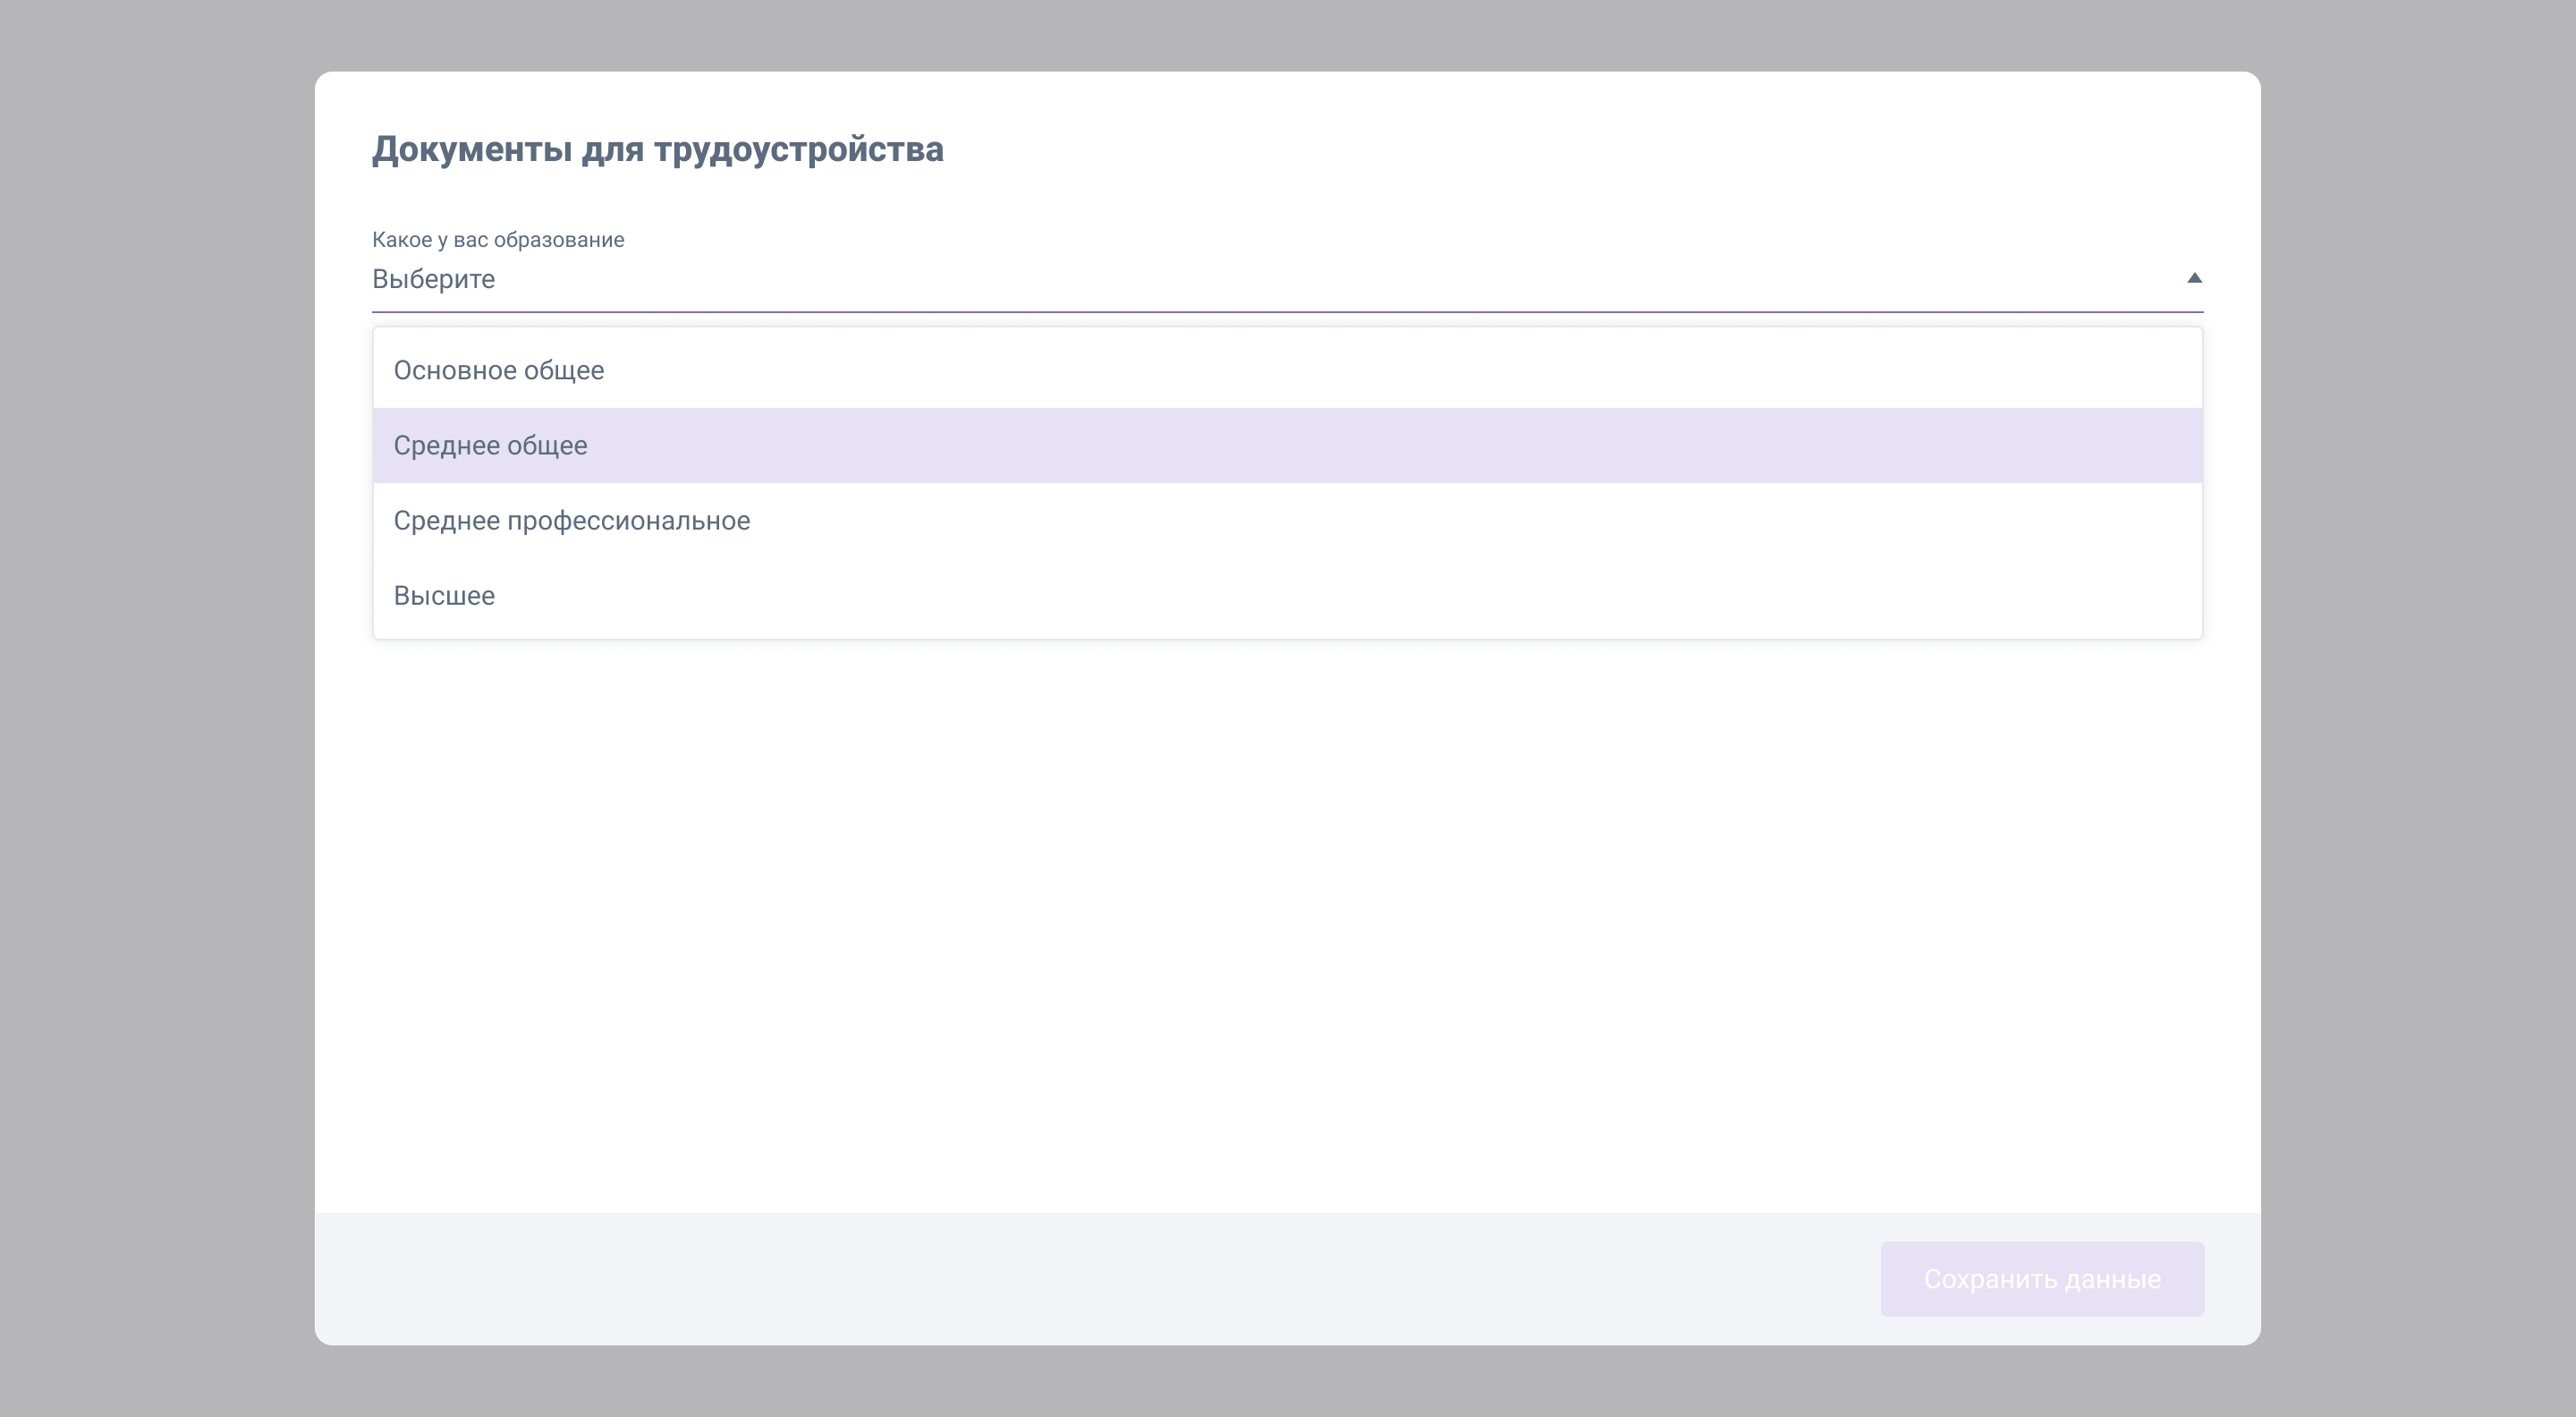 Документы для трудоустройства
Какое у вас образование
Выберите
Основное общее
Среднее общее
Среднее профессиональное
Высшее
Сохранить данные